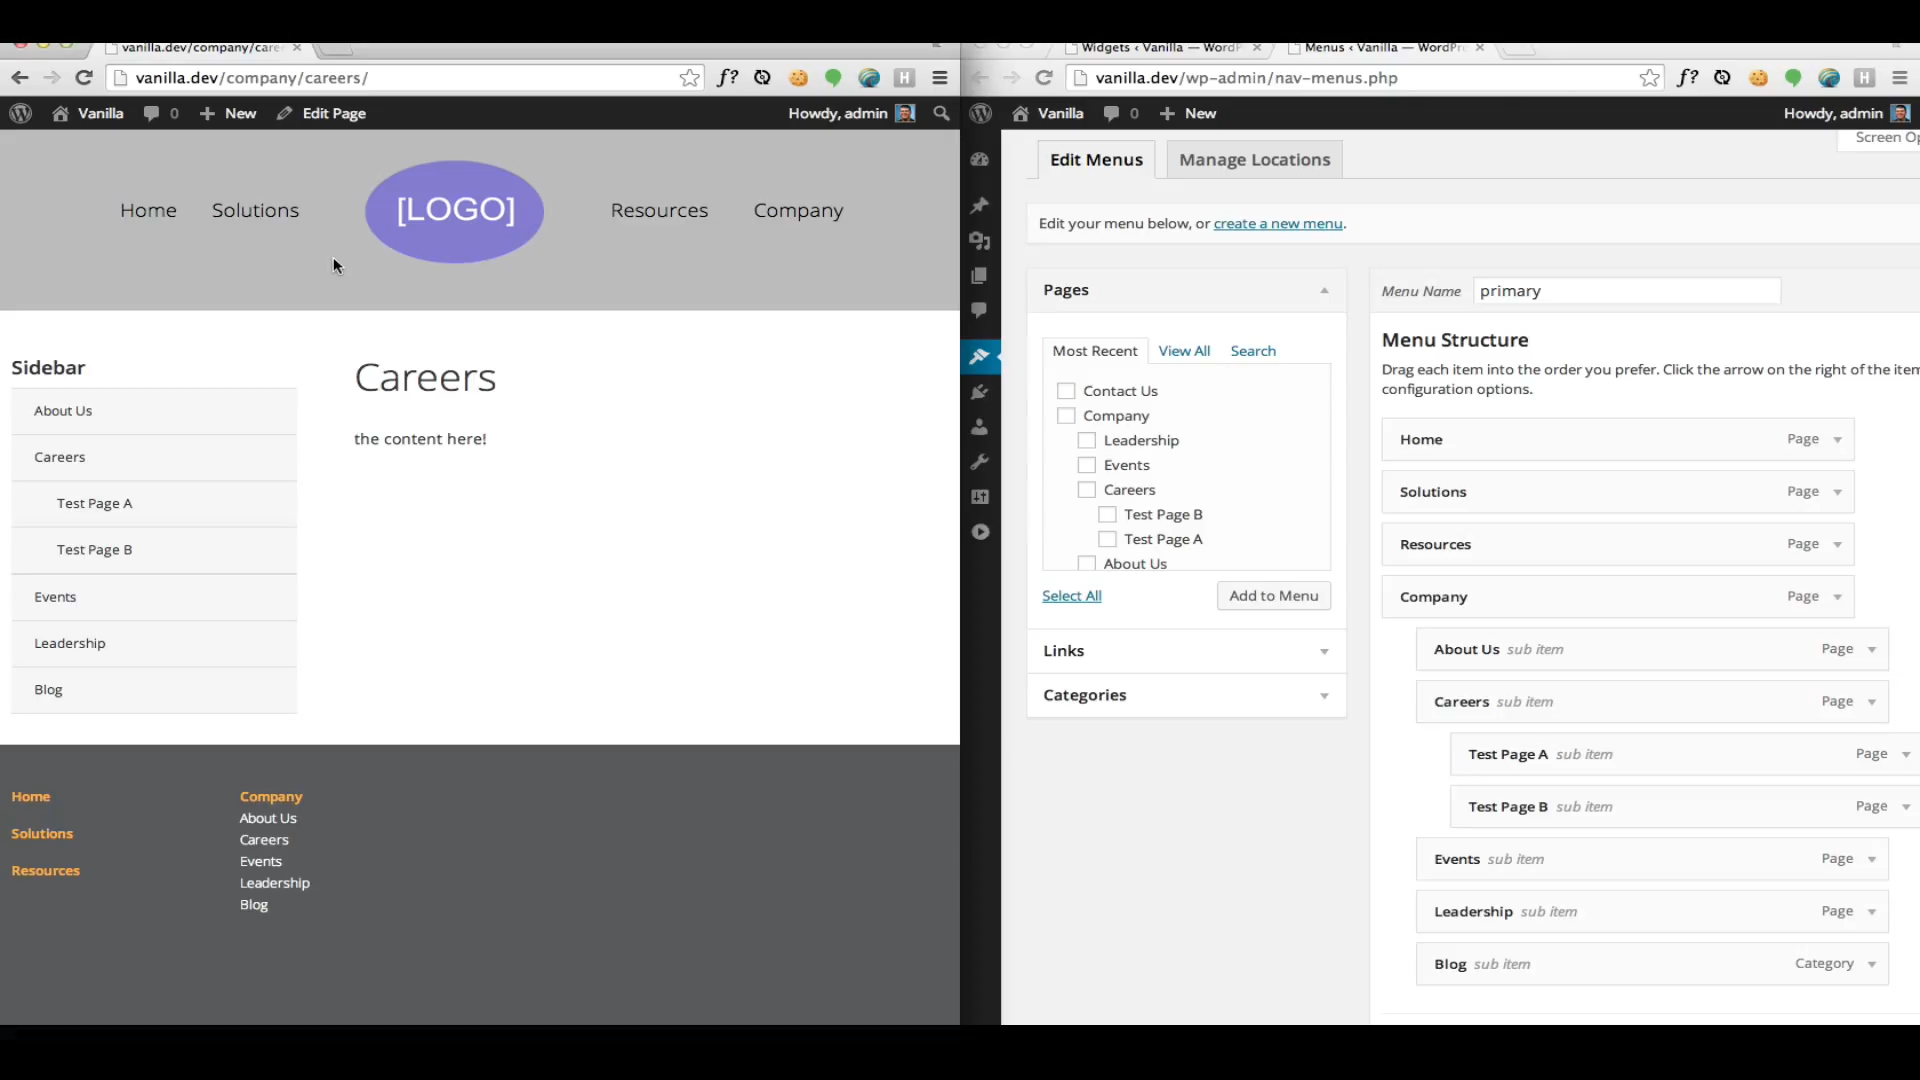 vanilla.dev/company/care
vanilla.dev/company/careers/
f?
H
Vanilla
0
New
Edit Page
Howdy, admin
Home
Solutions
[LOGO]
Resources
Company
Sidebar
About Us
Careers
Test Page A
Test Page B
Events
Leadership
Blog
Careers
the content here!
Home
Solutions
Resources
Company
About Us
Careers
Events
Leadership
Blog
Widgets ‹ Vanilla — WordP
Menus ‹ Vanilla — WordPr
vanilla.dev/wp-admin/nav-menus.php
f?
H
Vanilla
0
New
Howdy, admin
Screen Op
Edit Menus
Manage Locations
Edit your menu below, or create a new menu.
Pages
Most Recent
View All
Search
Contact Us
Company
Leadership
Events
Careers
Test Page B
Test Page A
About Us
Select All
Add to Menu
Links
Categories
Menu Name primary
Menu Structure
Drag each item into the order you prefer. Click the arrow on the right of the item
configuration options.
Home Page
Solutions Page
Resources Page
Company Page
About Us sub item Page
Careers sub item Page
Test Page A sub item Page
Test Page B sub item Page
Events sub item Page
Leadership sub item Page
Blog sub item Category